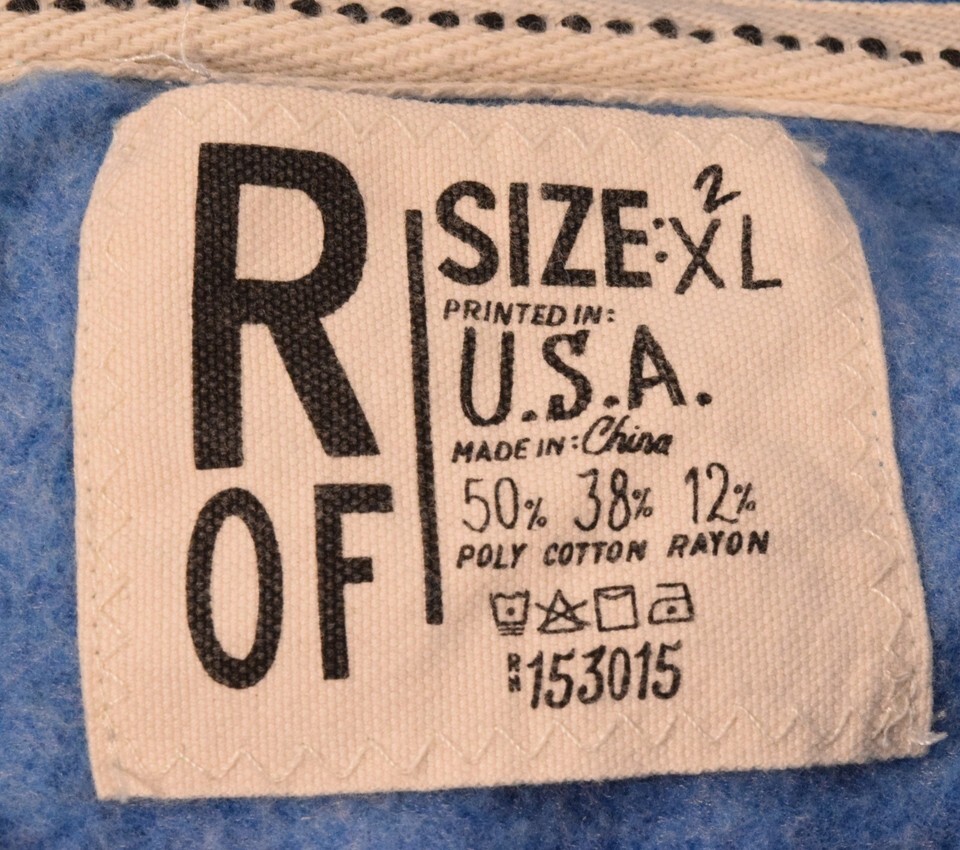 R
OF
SIZE: 2XL
PRINTED IN:
U.S.A.
MADE IN: China
50% 38% 12%
POLY COTTON RAYON
RN 153015